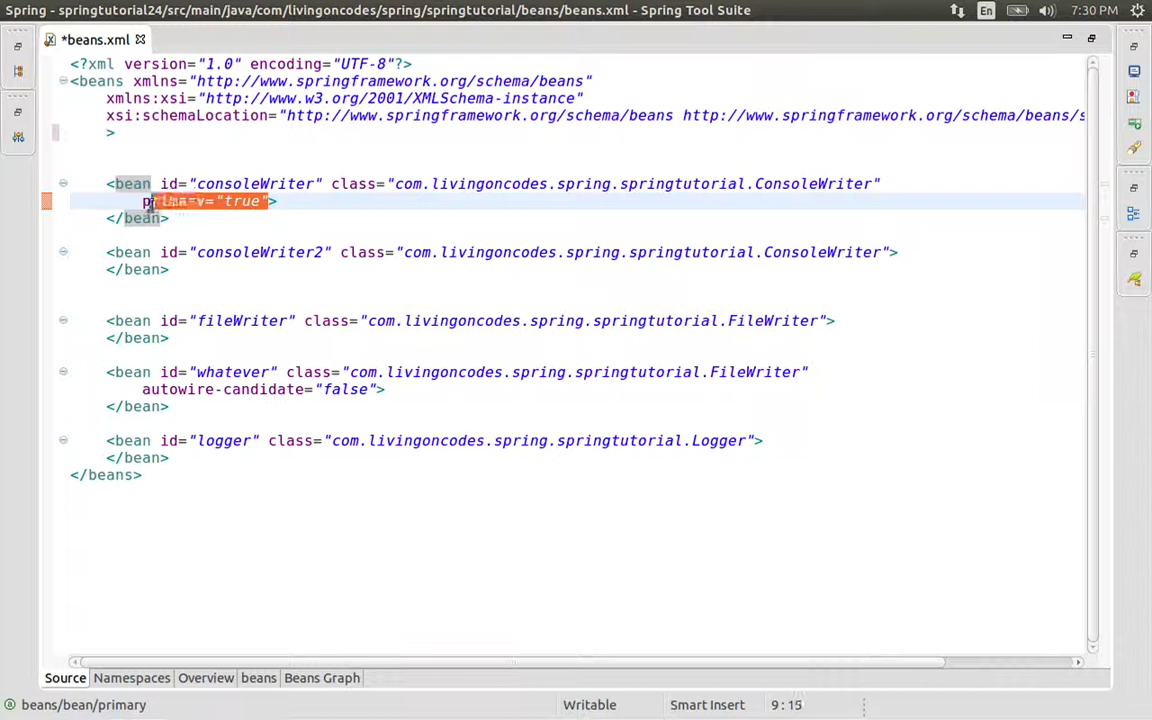 Spring - springtutorial24/src/main/java/com/livingoncodes/spring/springtutorial/beans/beans.xml - Spring Tool Suite
En
7:30 PM
*beans.xml
<?xml version="1.0" encoding="UTF-8"?>
<beans xmlns="http://www.springframework.org/schema/beans"
xmlns:xsi="http://www.w3.org/2001/XMLSchema-instance"
xsi:schemaLocation="http://www.springframework.org/schema/beans http://www.springframework.org/schema/beans/s
>
<bean id="consoleWriter" class="com.livingoncodes.spring.springtutorial.ConsoleWriter"
primary="true">
</bean>
<bean id="consoleWriter2" class="com.livingoncodes.spring.springtutorial.ConsoleWriter">
</bean>
<bean id="fileWriter" class="com.livingoncodes.spring.springtutorial.FileWriter">
</bean>
<bean id="whatever" class="com.livingoncodes.spring.springtutorial.FileWriter"
autowire-candidate="false">
</bean>
<bean id="logger" class="com.livingoncodes.spring.springtutorial.Logger">
</bean>
</beans>
Source Namespaces Overview beans Beans Graph
beans/bean/primary Writable Smart Insert 9:15